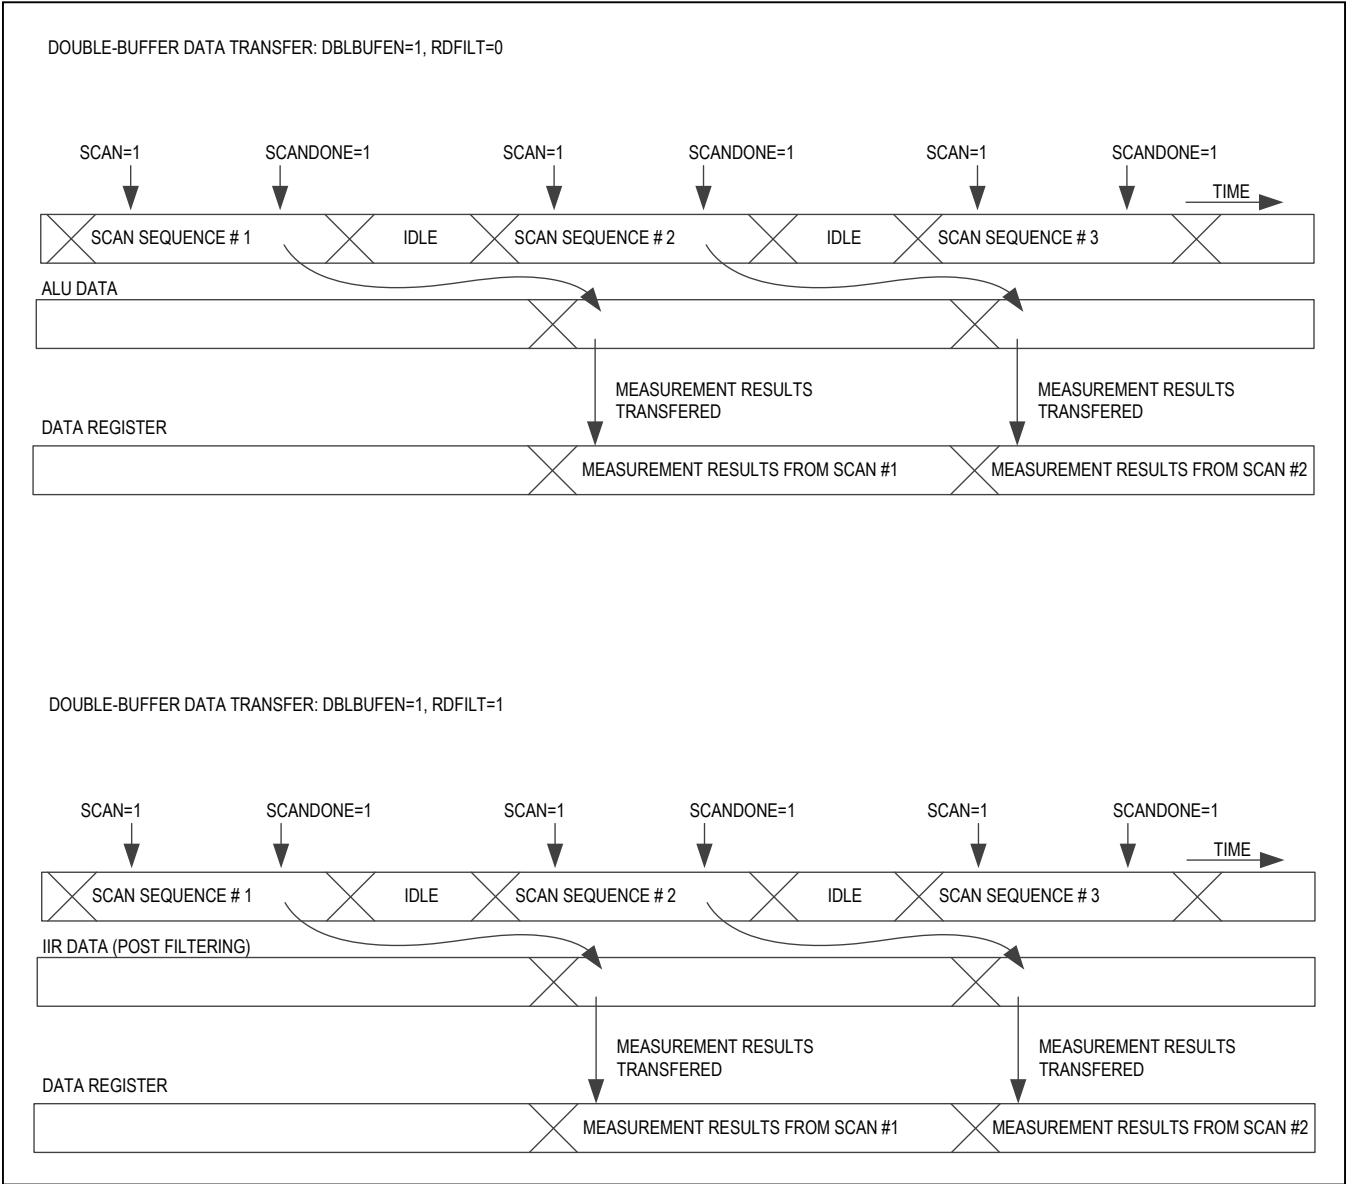 DOUBLE-BUFFER DATA TRANSFER: DBLBUFEN=1, RDFILT=0
SCAN=1 SCANDONE=1 SCAN=1 SCANDONE=1 SCAN=1 SCANDONE=1
TIME
SCAN SEQUENCE # 1 IDLE SCAN SEQUENCE # 2 IDLE SCAN SEQUENCE # 3
ALU DATA
MEASUREMENT RESULTS MEASUREMENT RESULTS
TRANSFERED TRANSFERED
DATA REGISTER
MEASUREMENT RESULTS FROM SCAN #1 MEASUREMENT RESULTS FROM SCAN #2
DOUBLE-BUFFER DATA TRANSFER: DBLBUFEN=1, RDFILT=1
SCAN=1 SCANDONE=1 SCAN=1 SCANDONE=1 SCAN=1 SCANDONE=1
TIME
SCAN SEQUENCE # 1 IDLE SCAN SEQUENCE # 2 IDLE SCAN SEQUENCE # 3
IIR DATA (POST FILTERING)
MEASUREMENT RESULTS MEASUREMENT RESULTS
TRANSFERED TRANSFERED
DATA REGISTER
MEASUREMENT RESULTS FROM SCAN #1 MEASUREMENT RESULTS FROM SCAN #2